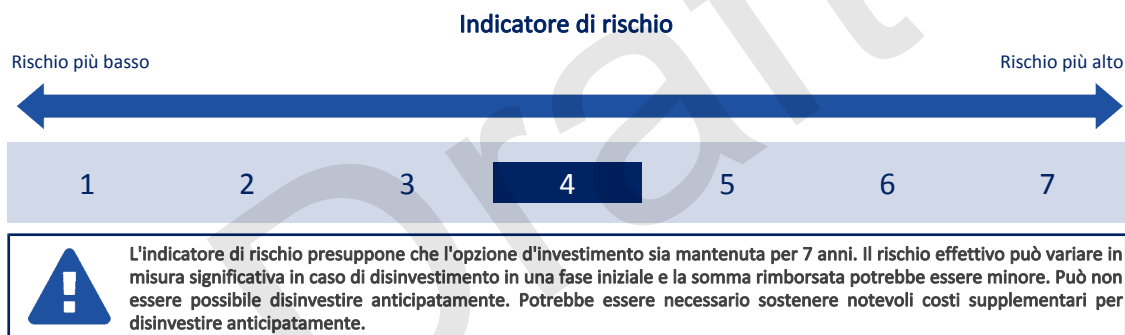 Indicatore di rischio
Rischio più basso
Rischio più alto
1 2 3 4 5 6 7
L'indicatore di rischio presuppone che l'opzione d'investimento sia mantenuta per 7 anni. Il rischio effettivo può variare in
misura significativa in caso di disinvestimento in una fase iniziale e la somma rimborsata potrebbe essere minore. Può non
essere possibile disinvestire anticipatamente. Potrebbe essere necessario sostenere notevoli costi supplementari per
disinvestire anticipatamente.
Draft